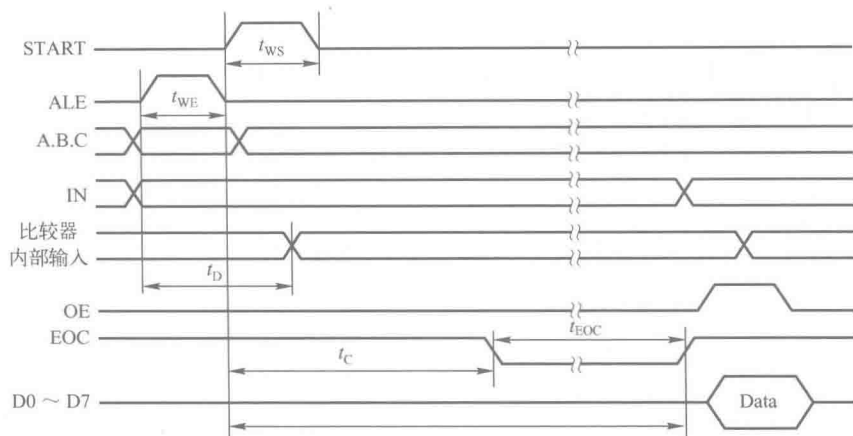 START
t_WS
ALE
t_WE
A.B.C
IN
比较器
内部输入
t_D
OE
EOC
t_EOC
t_C
D0 ~ D7
Data